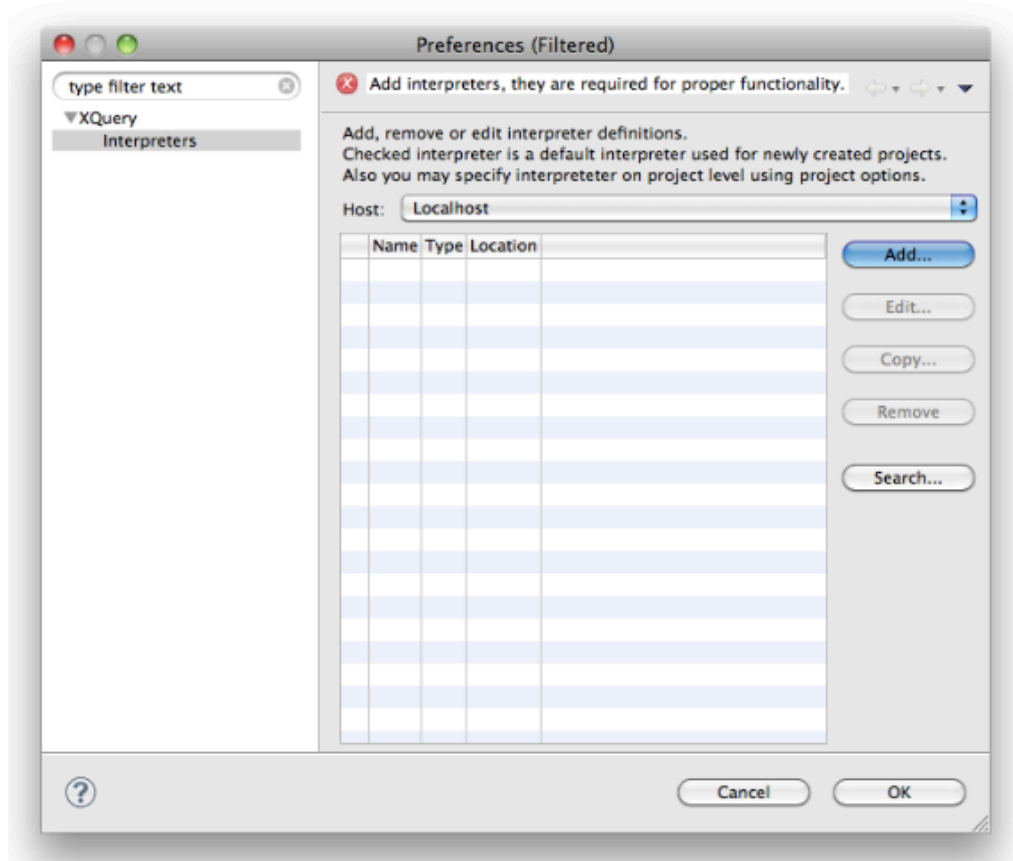 Preferences (Filtered)
type filter text
XQuery
Interpreters
Add interpreters, they are required for proper functionality.
Add, remove or edit interpreter definitions.
Checked interpreter is a default interpreter used for newly created projects.
Also you may specify interpreteter on project level using project options.
Host: Localhost
Name Type Location
Add...
Edit...
Copy...
Remove
Search...
?
Cancel OK